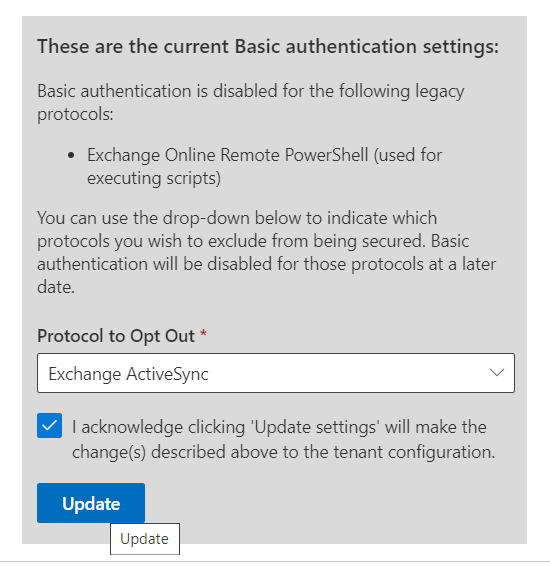 These are the current Basic authentication settings:
Basic authentication is disabled for the following legacy
protocols:
• Exchange Online Remote PowerShell (used for
executing scripts)
You can use the drop-down below to indicate which
protocols you wish to exclude from being secured. Basic
authentication will be disabled for those protocols at a later
date.
Protocol to Opt Out *
Exchange ActiveSync
I acknowledge clicking 'Update settings' will make the
change(s) described above to the tenant configuration.
Update
Update